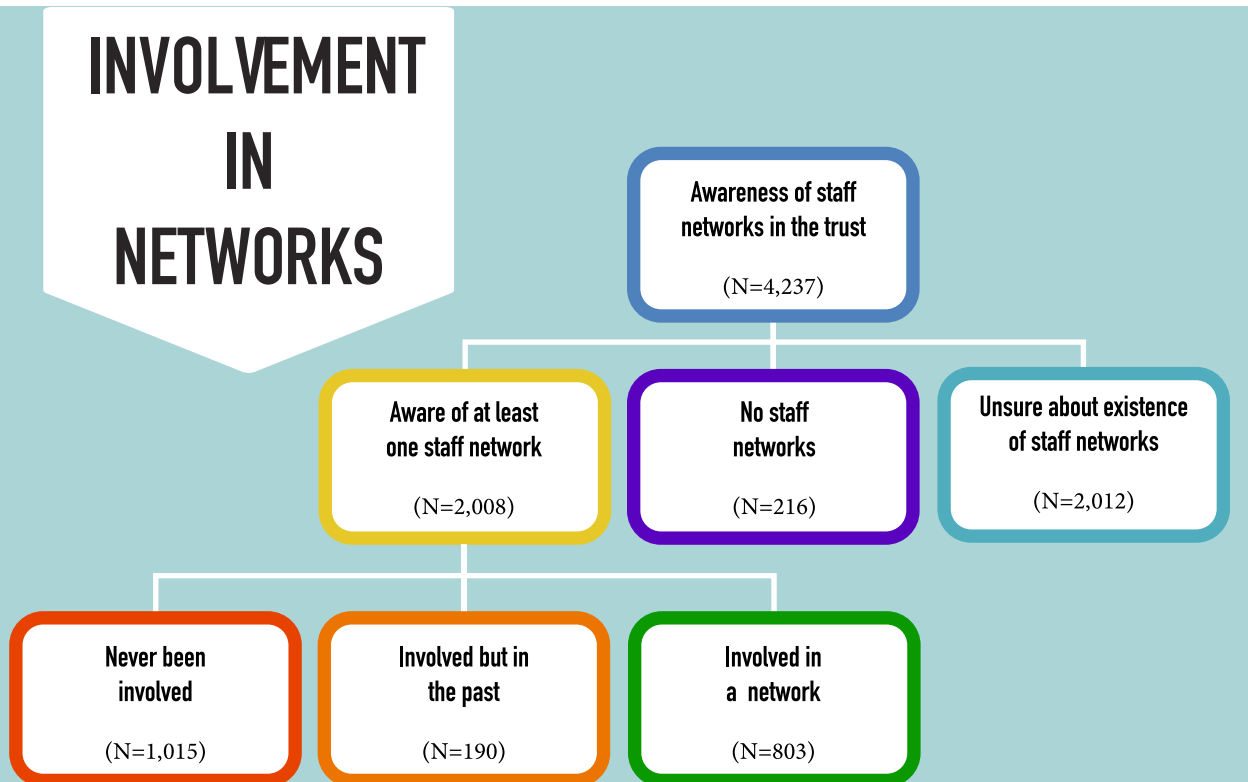 INVOLVEMENT
IN
NETWORKS
Awareness of staff
networks in the trust
(N=4,237)
Aware of at least
one staff network
(N=2,008)
No staff
networks
(N=216)
Unsure about existence
of staff networks
(N=2,012)
Never been
involved
(N=1,015)
Involved but in
the past
(N=190)
Involved in
a network
(N=803)